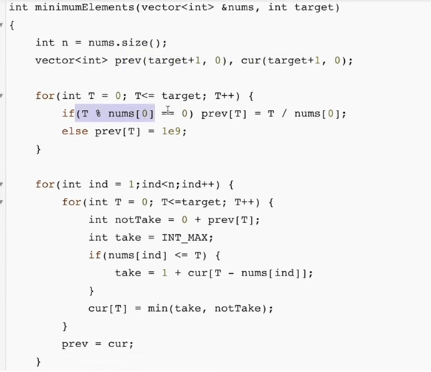 int minimumElements(vector<int> &nums, int target)
{
    int n = nums.size();
    vector<int> prev(target+1, 0), cur(target+1, 0);
    for(int T = 0; T<= target; T++) {
        if(T % nums[0] == 0) prev[T] = T / nums[0];
        else prev[T] = 1e9;
    }
    for(int ind = 1;ind<n;ind++) {
        for(int T = 0; T<=target; T++) {
            int notTake = 0 + prev[T];
            int take = INT_MAX;
            if(nums[ind] <= T) {
                take = 1 + cur[T - nums[ind]];
            }
            cur[T] = min(take, notTake);
        }
        prev = cur;
    }